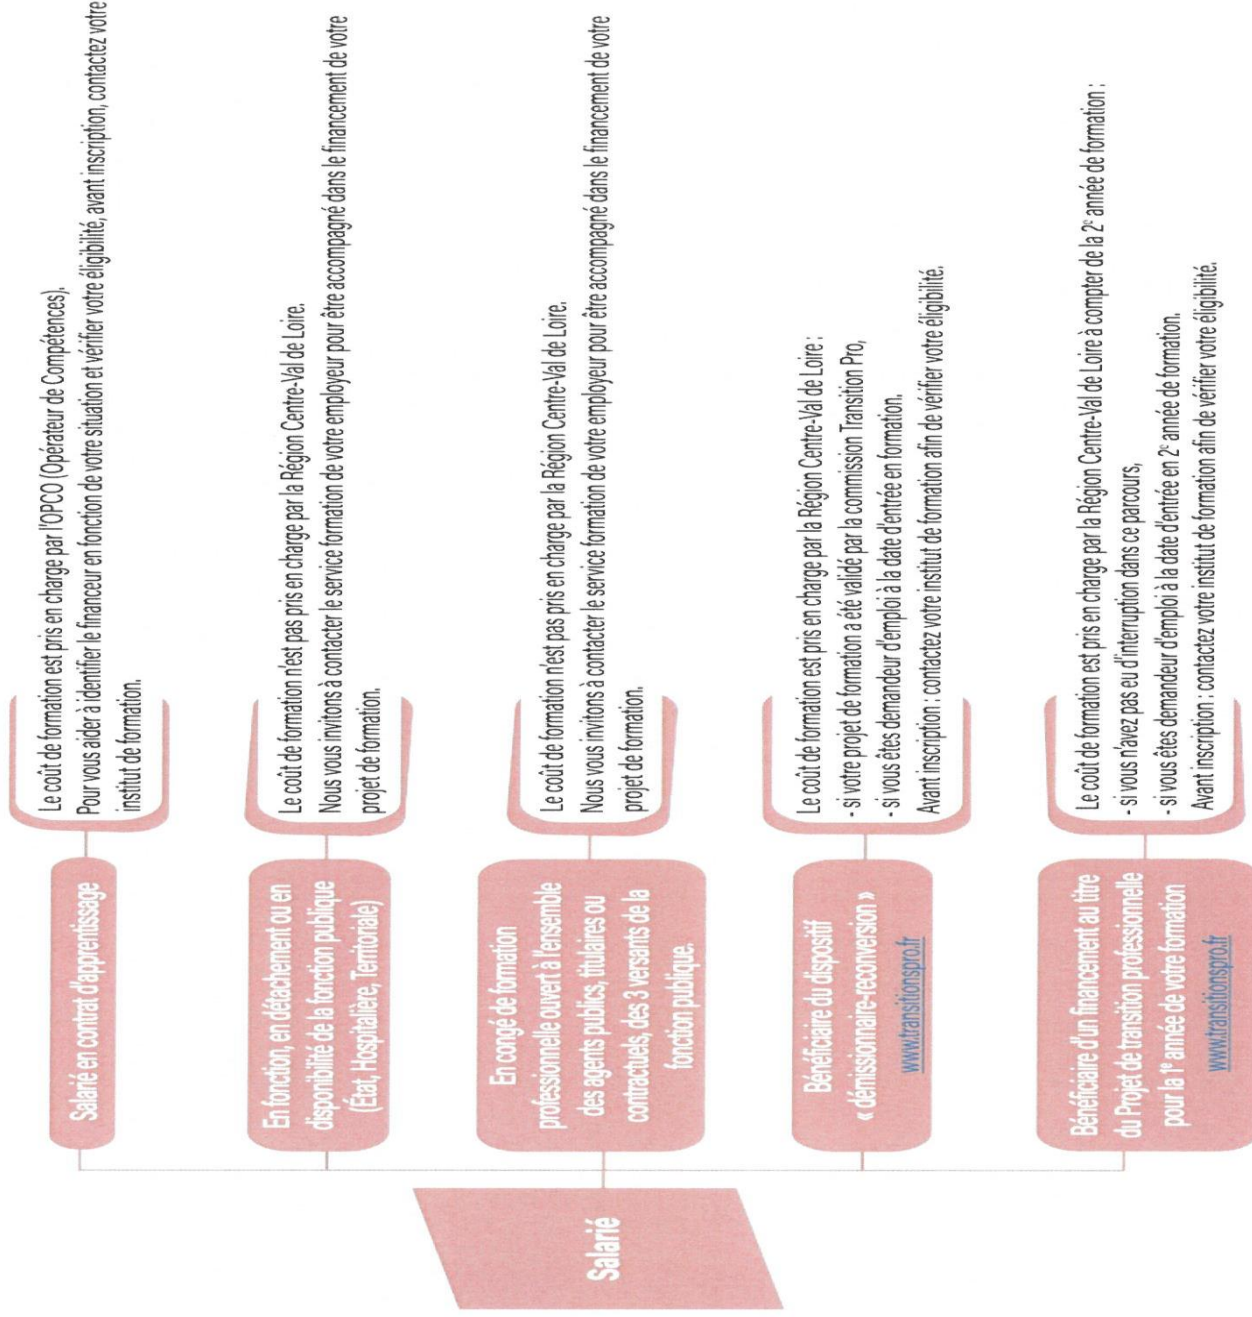 Salarié
Salarié en contrat d'apprentissage
Le coût de formation est pris en charge par l'OPCO (Opérateur de Compétences).
Pour vous aider à identifier le financeur en fonction de votre situation et vérifier votre éligibilité, avant inscription, contactez votre
institut de formation.
En fonction, en détachement ou en
disponibilité de la fonction publique
(État, Hospitalière, Territoriale)
Le coût de formation n'est pas pris en charge par la Région Centre-Val de Loire.
Nous vous invitons à contacter le service formation de votre employeur pour être accompagné dans le financement de votre
projet de formation.
En congé de formation
professionnelle ouvert à l'ensemble
des agents publics, titulaires ou
contractuels, des 3 versants de la
fonction publique.
Le coût de formation n'est pas pris en charge par la Région Centre-Val de Loire.
Nous vous invitons à contacter le service formation de votre employeur pour être accompagné dans le financement de votre
projet de formation.
Bénéficiaire du dispositif
« démissionnaire-reconversion »
www.transitionspro.fr
Le coût de formation est pris en charge par la Région Centre-Val de Loire :
- si votre projet de formation a été validé par la commission Transition Pro,
- si vous êtes demandeur d'emploi à la date d'entrée en formation.
Avant inscription : contactez votre institut de formation afin de vérifier votre éligibilité.
Bénéficiaire d'un financement au titre
du Projet de transition professionnelle
pour la 1e année de votre formation
www.transitionspro.fr
Le coût de formation est pris en charge par la Région Centre-Val de Loire à compter de la 2e année de formation :
- si vous n'avez pas eu d'interruption dans ce parcours,
- si vous êtes demandeur d'emploi à la date d'entrée en 2e année de formation.
Avant inscription : contactez votre institut de formation afin de vérifier votre éligibilité.